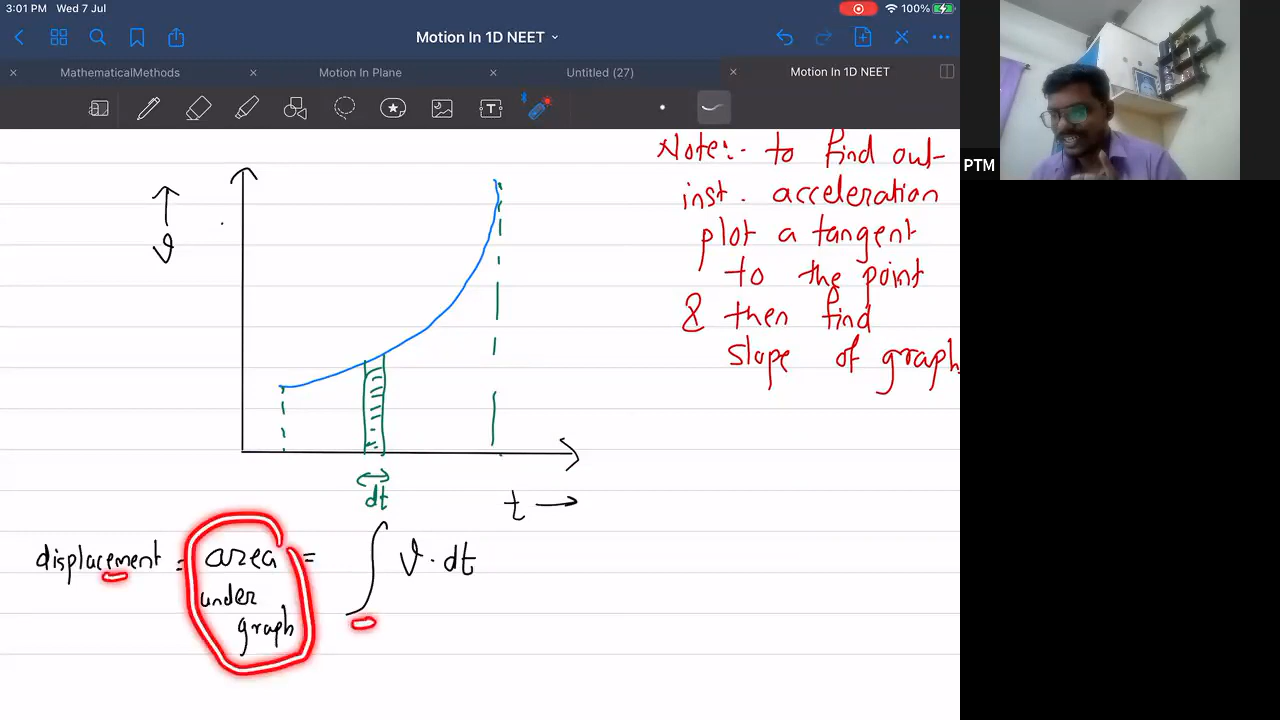 3:01 PM Wed 7 Jul
100%
Motion In 1D NEET
MathematicalMethods
Motion In Plane
Untitled (27)
Motion In 1D NEET
T
PTM
Note:- to find out
inst. acceleration
plot a tangent
to the point
& then find
slope of graph
v
dt
t
displacement = area under graph = ∫ v·dt